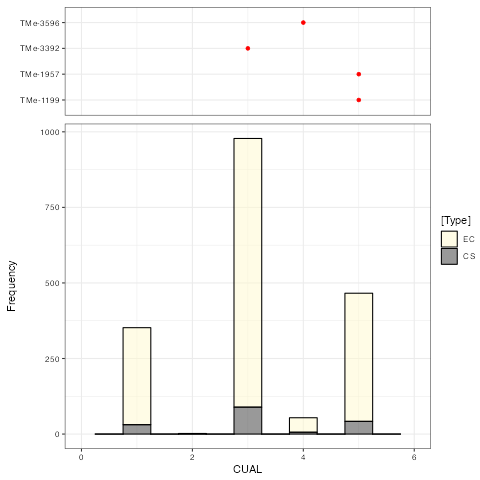 TMe-3596
TMe-3392
TMe-1957
TMe-1199
1000
750
500
250
0
Frequency
0 2 4 6
CUAL
[Type]
EC
CS